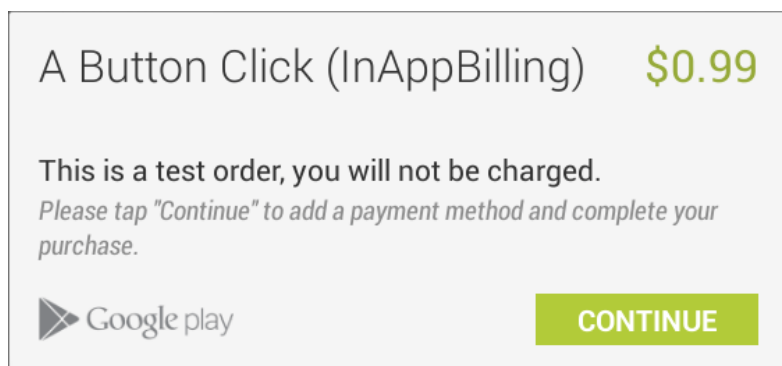 A Button Click (InAppBilling) $0.99
This is a test order, you will not be charged.
Please tap "Continue" to add a payment method and complete your
purchase.
Google play CONTINUE